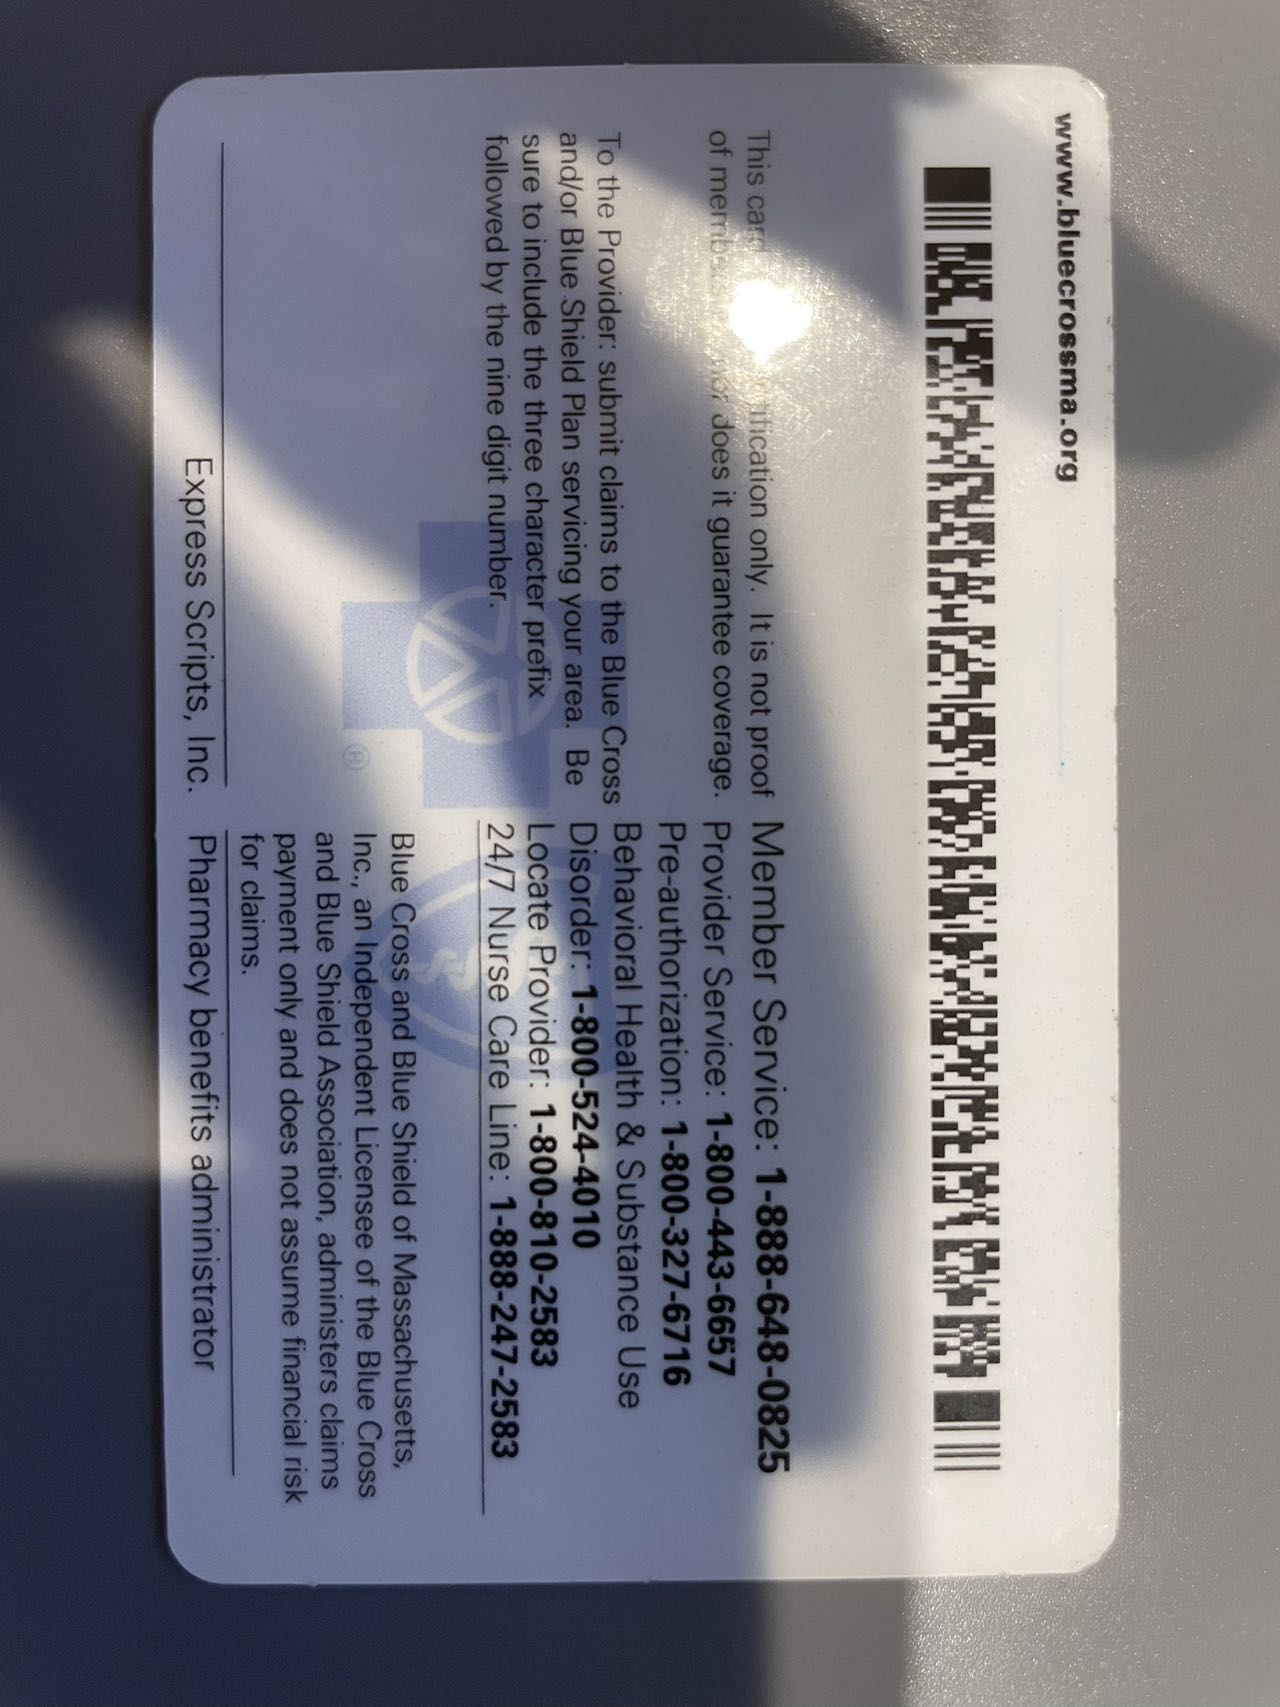 www.bluecrossma.org
This card ification only. It is not proof
of members nor does it guarantee coverage.
To the Provider: submit claims to the Blue Cross
and/or Blue Shield Plan servicing your area. Be
sure to include the three character prefix
followed by the nine digit number.
Member Service: 1-888-648-0825
Provider Service: 1-800-443-6657
Pre-authorization: 1-800-327-6716
Behavioral Health & Substance Use
Disorder: 1-800-524-4010
Locate Provider: 1-800-810-2583
24/7 Nurse Care Line: 1-888-247-2583
®
Blue Cross and Blue Shield of Massachusetts,
Inc., an Independent Licensee of the Blue Cross
and Blue Shield Association, administers claims
payment only and does not assume financial risk
for claims.
Express Scripts, Inc.
Pharmacy benefits administrator